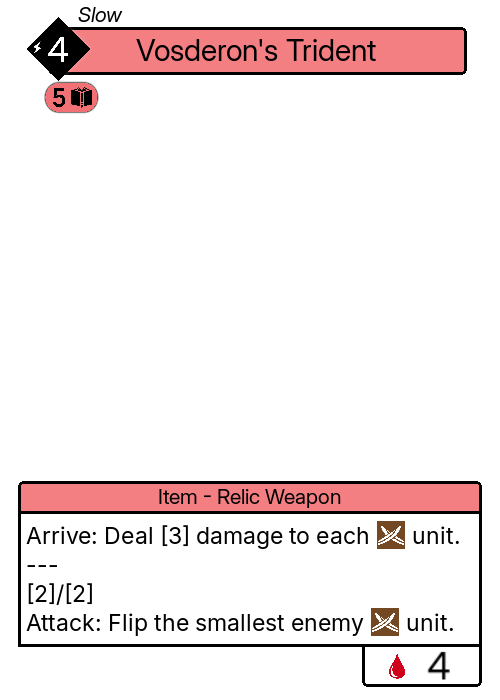 Slow
4
Vosderon's Trident
5
Item - Relic Weapon
Arrive: Deal [3] damage to each unit.
---
[2]/[2]
Attack: Flip the smallest enemy unit.
4